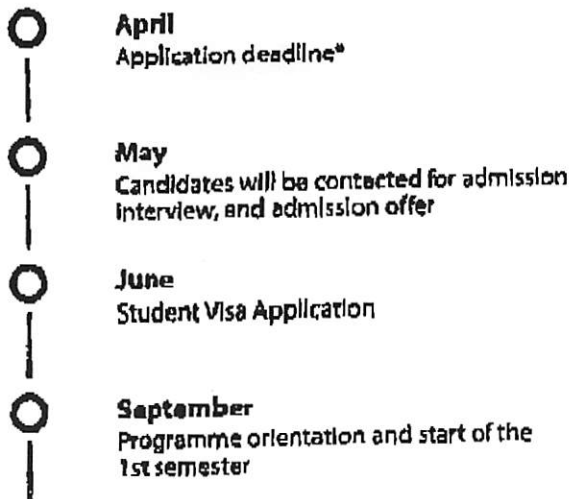 April
Application deadline*
May
Candidates will be contacted for admission
interview, and admission offer
June
Student Visa Application
September
Programme orientation and start of the
1st semester